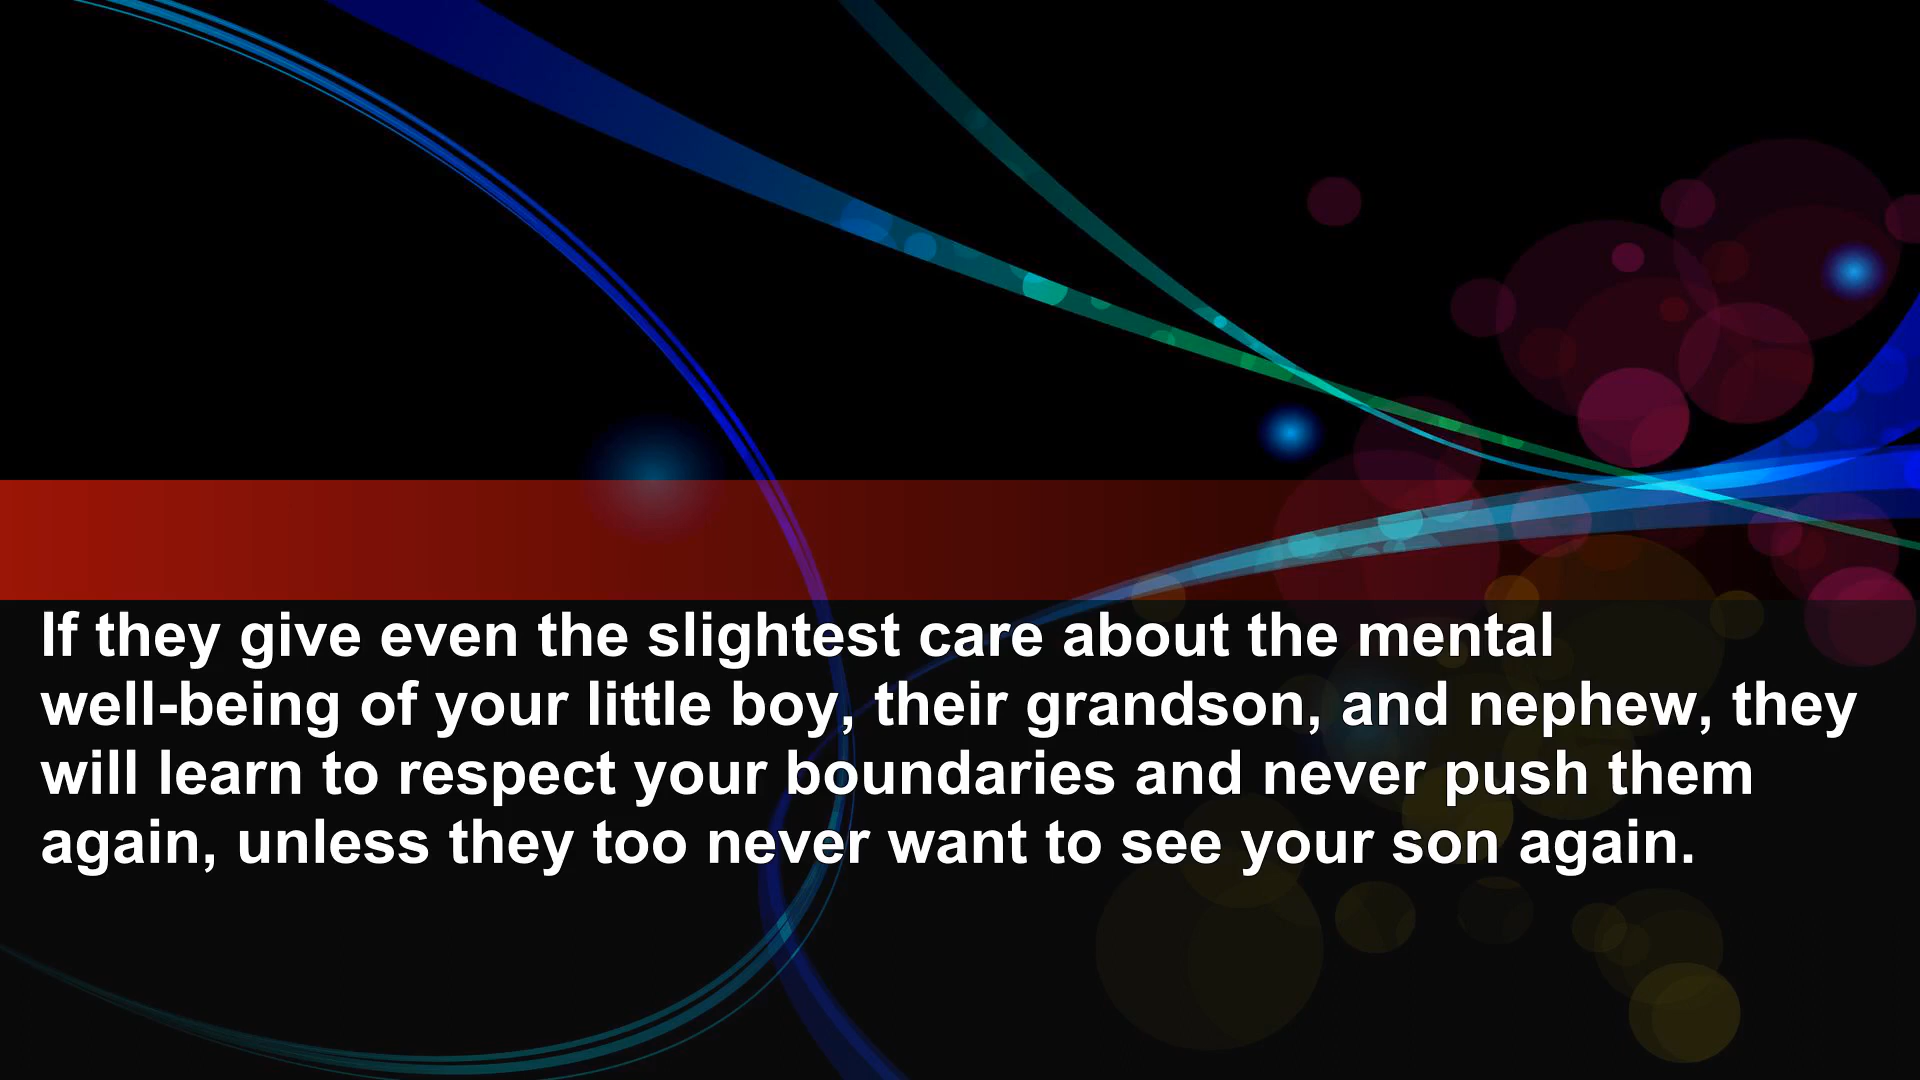 If they give even the slightest care about the mental
well-being of your little boy, their grandson, and nephew, they
will learn to respect your boundaries and never push them
again, unless they too never want to see your son again.